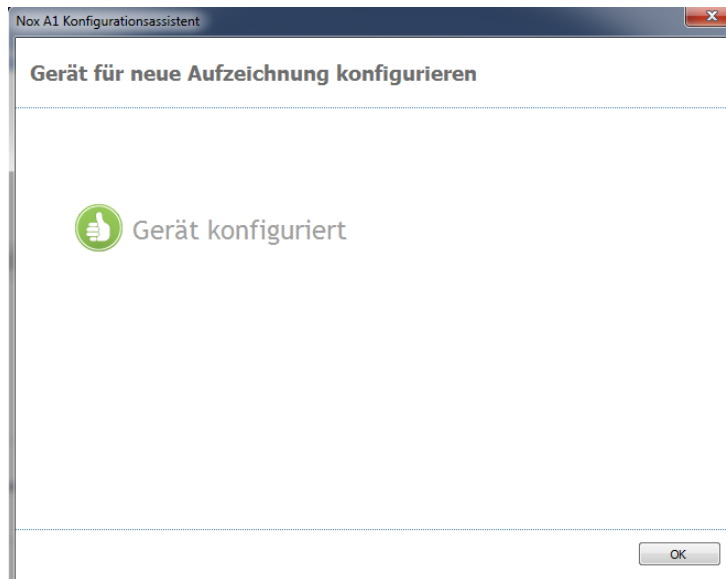 Nox A1 Konfigurationsassistent
Gerät für neue Aufzeichnung konfigurieren
Gerät konfiguriert
OK